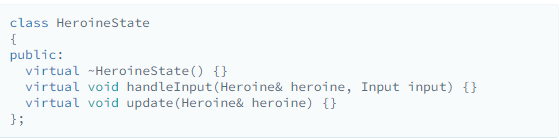 class HeroineState
{
public:
  virtual ~HeroineState() {}
  virtual void handleInput(Heroine& heroine, Input input) {}
  virtual void update(Heroine& heroine) {}
};